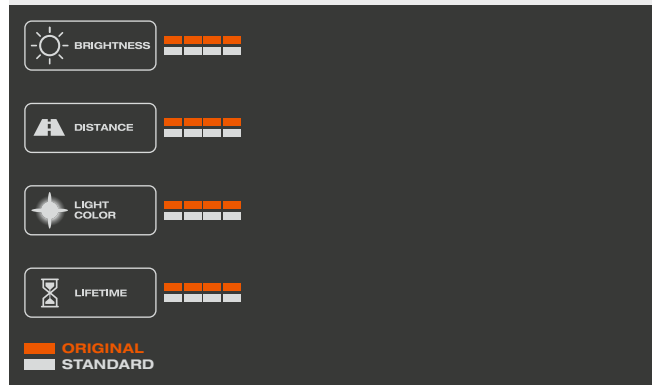 BRIGHTNESS
DISTANCE
LIGHT
COLOR
LIFETIME
ORIGINAL
STANDARD